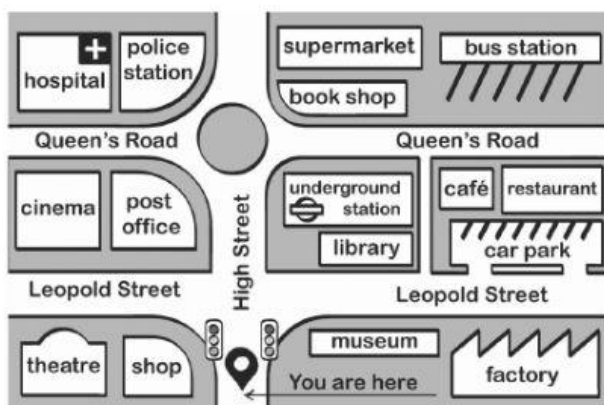 hospital
police
station
supermarket
bus station
book shop
Queen's Road
Queen's Road
cinema
post
office
High Street
underground
station
library
café
restaurant
car park
Leopold Street
Leopold Street
theatre
shop
museum
factory
You are here